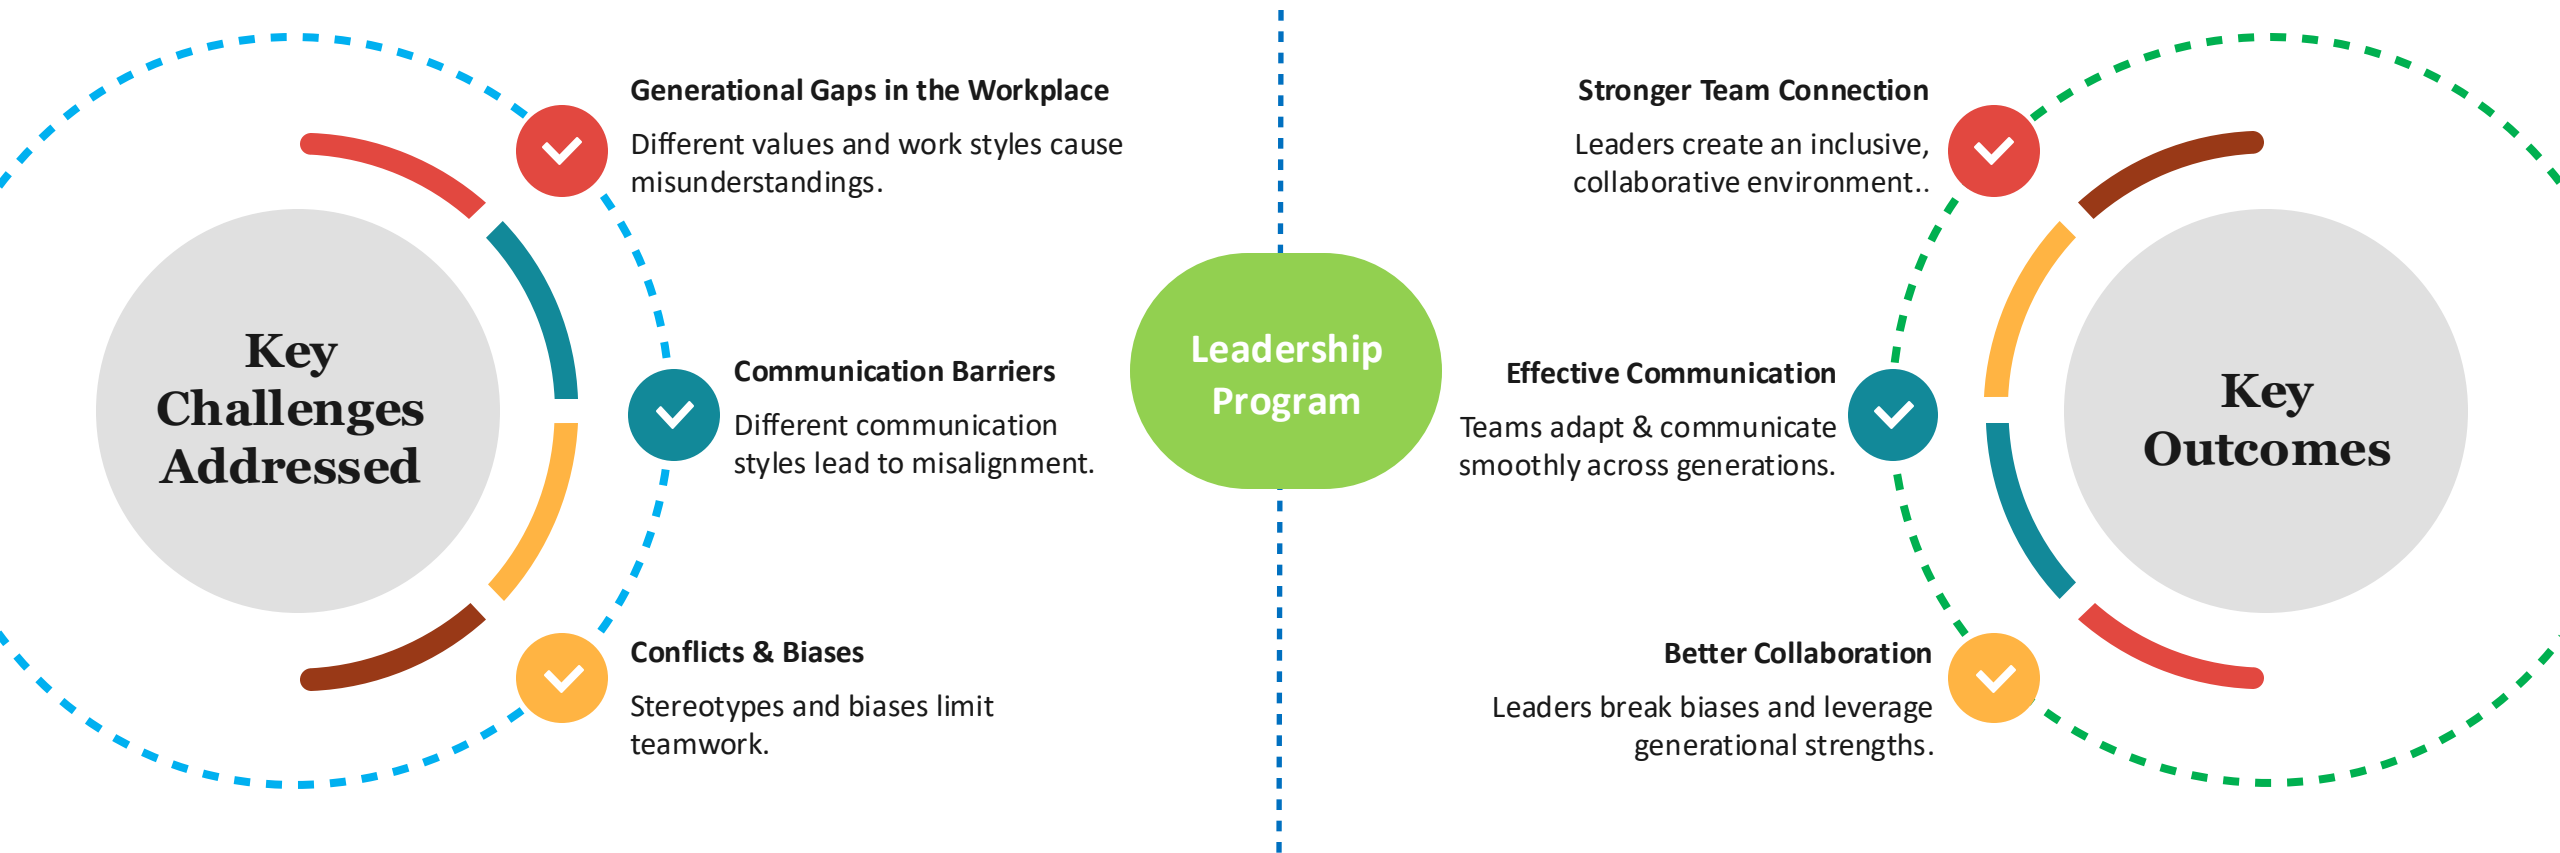 Key
Challenges
Addressed
Generational Gaps in the Workplace
Different values and work styles cause
misunderstandings.
Communication Barriers
Different communication
styles lead to misalignment.
Conflicts & Biases
Stereotypes and biases limit
teamwork.
Leadership
Program
Stronger Team Connection
Leaders create an inclusive,
collaborative environment..
Effective Communication
Teams adapt & communicate
smoothly across generations.
Better Collaboration
Leaders break biases and leverage
generational strengths.
Key
Outcomes